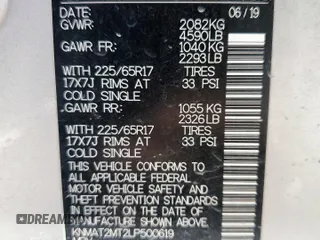 DATE: 06/19
GVWR: 2082KG
4590LB
GAWR FR: 1040KG
2293LB
WITH 225/65R17 TIRES
17X7J RIMS AT 33 PSI
COLD SINGLE
GAWR RR: 1055KG
2326LB
WITH 225/65R17 TIRES
17X7J RIMS AT 33 PSI
COLD SINGLE
THIS VEHICLE CONFORMS TO ALL
APPLICABLE FEDERAL
MOTOR VEHICLE SAFETY AND
THEFT PREVENTION STANDARDS
IN EFFECT ON THE DATE OF
MANUFACTURE SHOWN ABOVE.
KNMAT2MT2LP500619
MPV